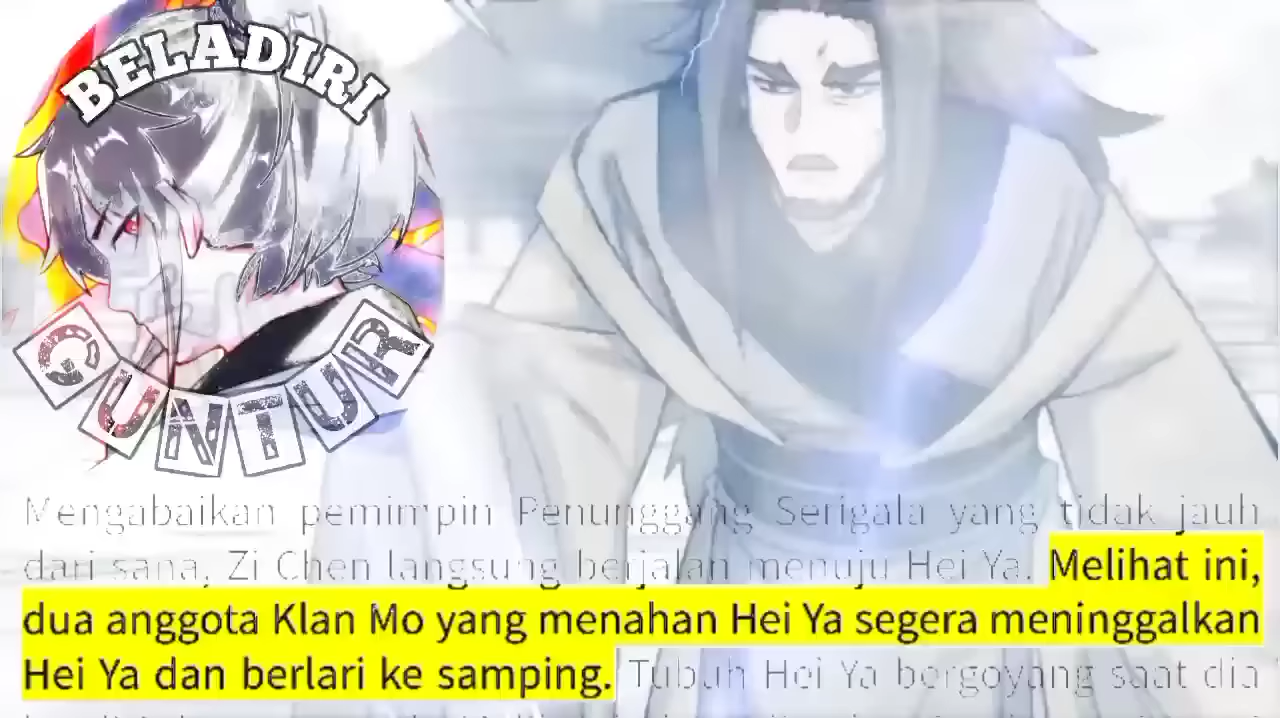 BELADIRI
GUNTUR
Mengabaikan pemimpin Penunggang Serigala yang tidak jauh
dari sana, Zi Chen langsung berjalan menuju Hei Ya. Melihat ini,
dua anggota Klan Mo yang menahan Hei Ya segera meninggalkan
Hei Ya dan berlari ke samping. Tubuh Hei Ya bergoyang saat dia